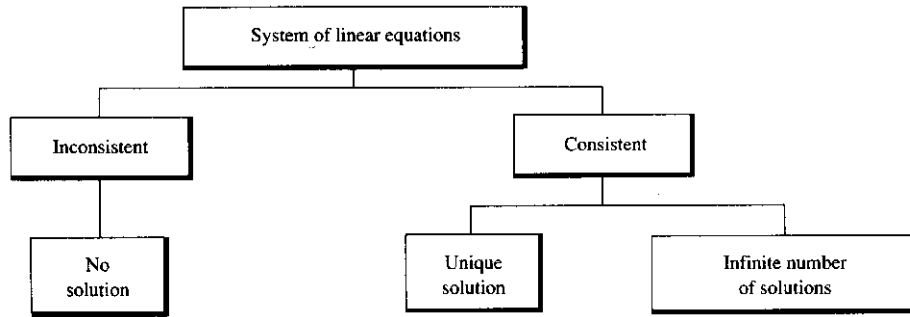 System of linear equations
Inconsistent
Consistent
No
solution
Unique
solution
Infinite number
of solutions